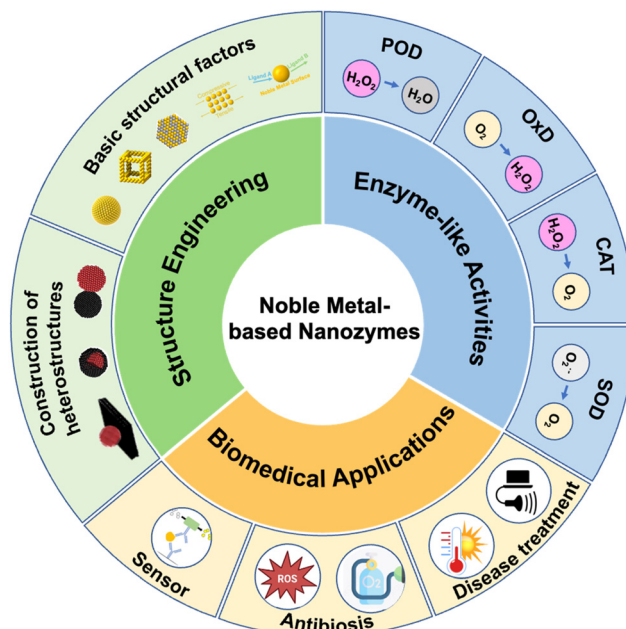 Noble Metal-
based Nanozymes
Structure Engineering
Enzyme-like Activities
Biomedical Applications
Basic structural factors
Ligand A
Ligand B
Noble Metal Surface
Construction of
heterostructures
POD
H₂O₂
H₂O
OxD
O₂
H₂O₂
CAT
H₂O₂
O₂
SOD
O₂·⁻
O₂
Sensor
Antibiosis
ROS
O₂
Disease treatment